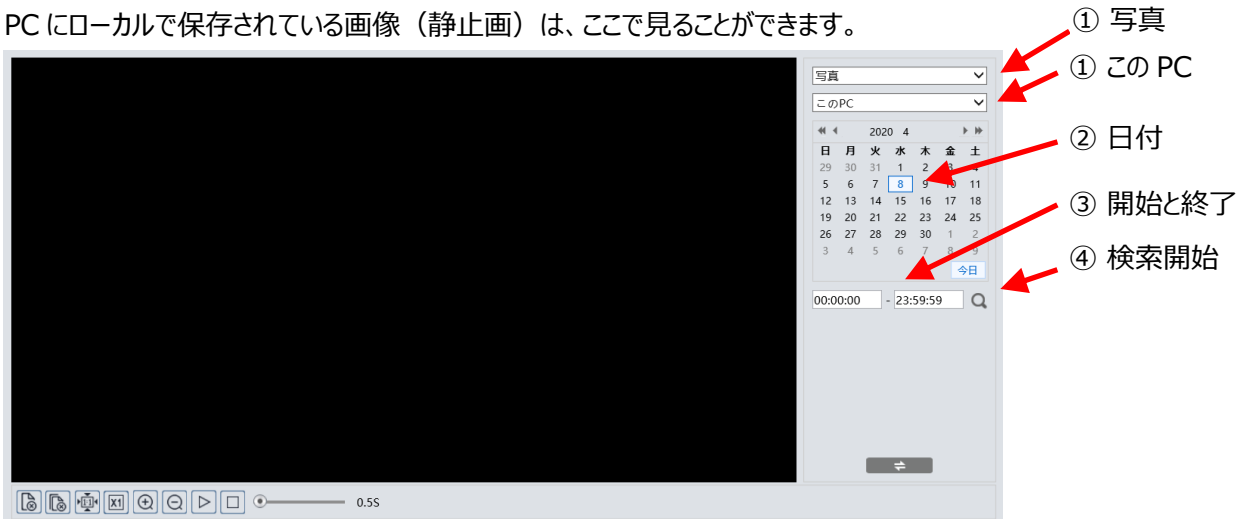 PC にローカルで保存されている画像（静止画）は、ここで見ることができます。
① 写真
① この PC
② 日付
③ 開始と終了
④ 検索開始
写真
このPC
2020 4
日 月 火 水 木 金 土
29 30 31 1 2 3 4
5 6 7 8 9 10 11
12 13 14 15 16 17 18
19 20 21 22 23 24 25
26 27 28 29 30 1 2
3 4 5 6 7 8 9
今日
00:00:00 - 23:59:59
1:1 X1 0.5S